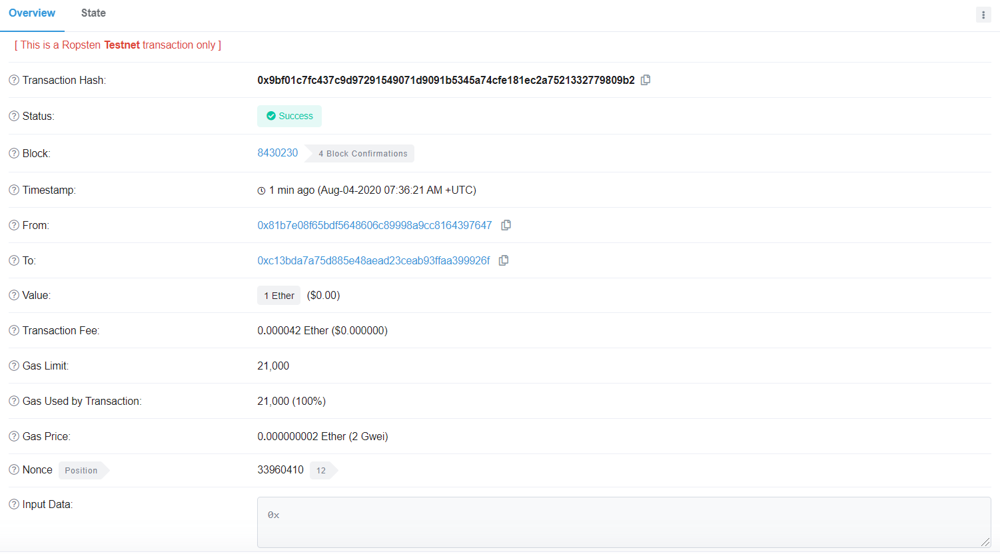 Overview State
[ This is a Ropsten Testnet transaction only ]
Transaction Hash: 0x9bf01c7fc437c9d97291549071d9091b5345a74cfe181ec2a7521332779809b2
Status: Success
Block: 8430230 4 Block Confirmations
Timestamp: 1 min ago (Aug-04-2020 07:36:21 AM +UTC)
From: 0x81b7e08f65bdf5648606c89998a9cc8164397647
To: 0xc13bda7a75d885e48aead23ceab93ffaa399926f
Value: 1 Ether ($0.00)
Transaction Fee: 0.000042 Ether ($0.000000)
Gas Limit: 21,000
Gas Used by Transaction: 21,000 (100%)
Gas Price: 0.000000002 Ether (2 Gwei)
Nonce Position 33960410 12
Input Data: 0x